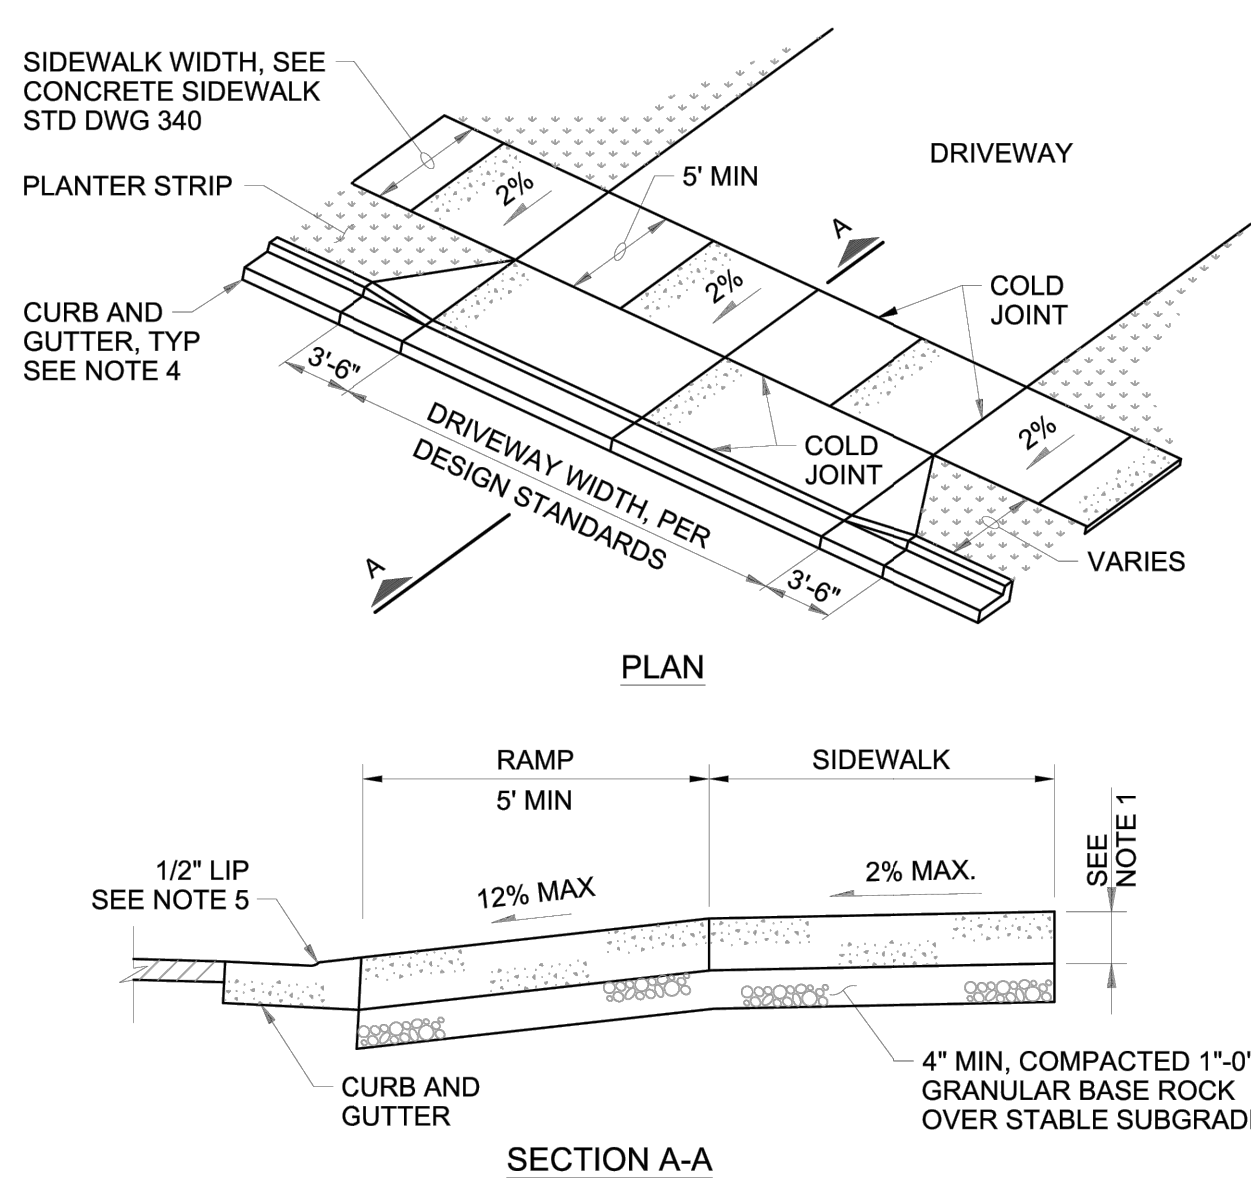 SIDEWALK WIDTH, SEE
CONCRETE SIDEWALK
STD DWG 340
PLANTER STRIP
CURB AND
GUTTER, TYP
SEE NOTE 4
2%
5' MIN
DRIVEWAY
A
2%
COLD
JOINT
2%
3'-6"
DRIVEWAY WIDTH, PER
DESIGN STANDARDS
COLD
JOINT
3'-6"
VARIES
A
PLAN
RAMP
5' MIN
SIDEWALK
SEE
NOTE 1
1/2" LIP
SEE NOTE 5
12% MAX
2% MAX.
CURB AND
GUTTER
4" MIN, COMPACTED 1"-0"
GRANULAR BASE ROCK
OVER STABLE SUBGRADE
SECTION A-A